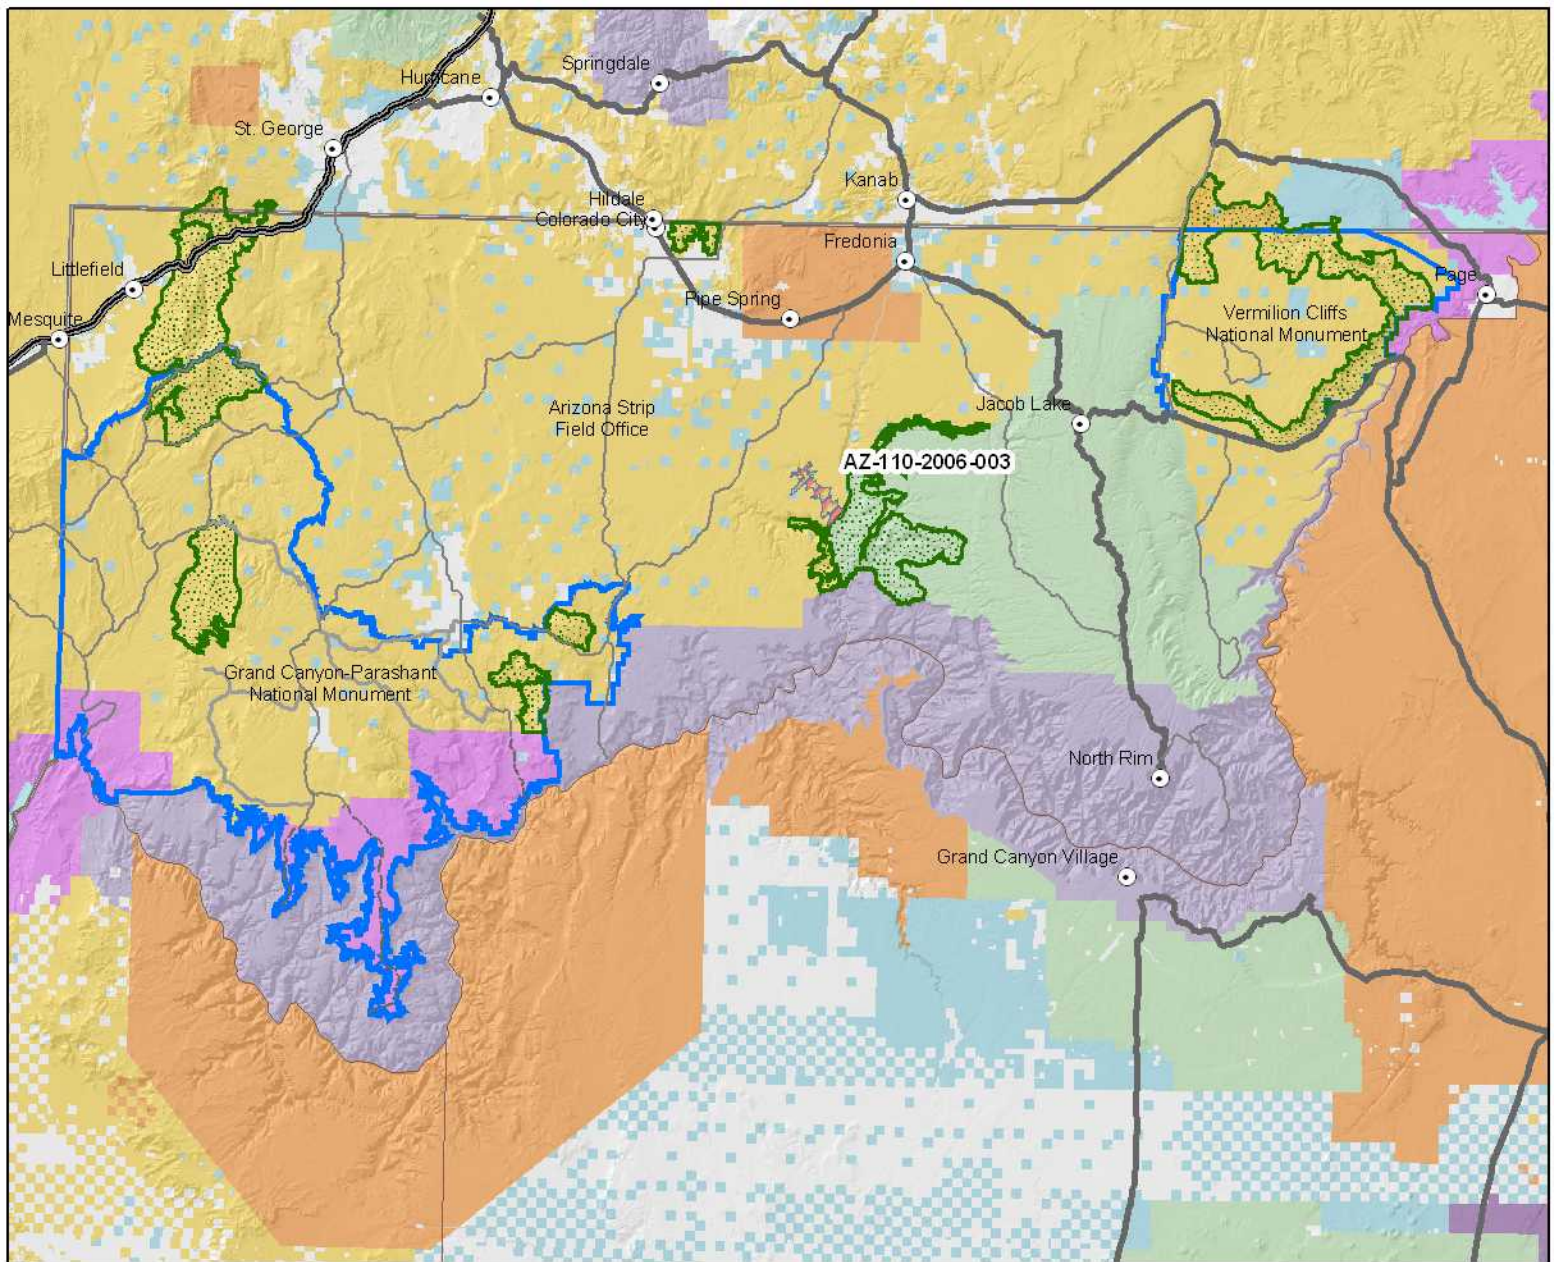 Springdale
Hurricane
St. George
Kanab
Hildale
Colorado City
Fredonia
Littlefield
Page
Pipe Spring
Mesquite
Vermilion Cliffs
National Monument
Arizona Strip
Field Office
Jacob Lake
AZ-110-2006-003
Grand Canyon-Parashant
National Monument
North Rim
Grand Canyon Village